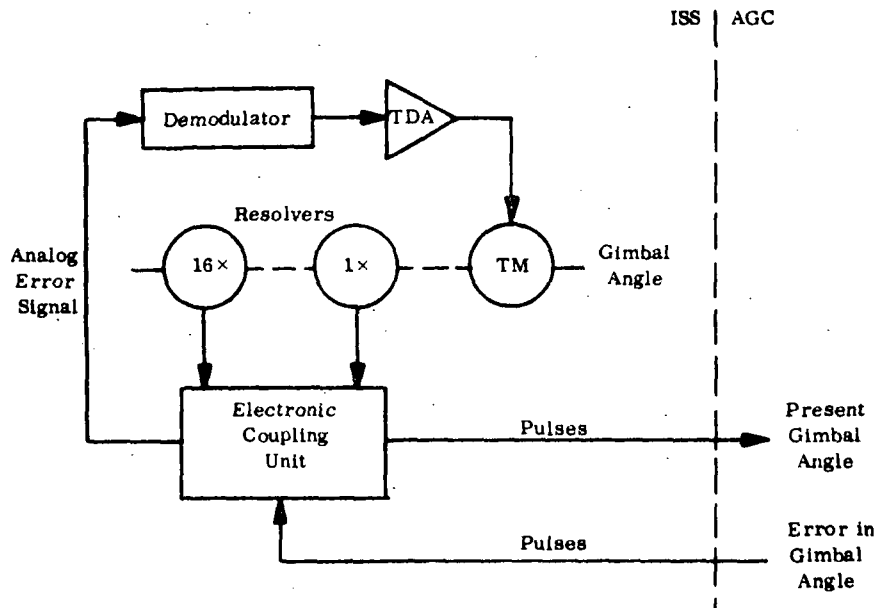 ISS AGC
Demodulator
TDA
Resolvers
16×
1×
TM
Gimbal
Angle
Analog
Error
Signal
Electronic
Coupling
Unit
Pulses
Present
Gimbal
Angle
Pulses
Error in
Gimbal
Angle